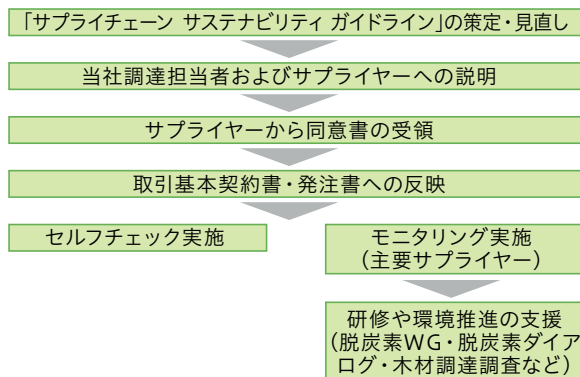 「サプライチェーン サステナビリティ ガイドライン」の策定・見直し
当社調達担当者およびサプライヤーへの説明
サプライヤーから同意書の受領
取引基本契約書・発注書への反映
セルフチェック実施
モニタリング実施
（主要サプライヤー）
研修や環境推進の支援
（脱炭素WG・脱炭素ダイア
ログ・木材調達調査など）